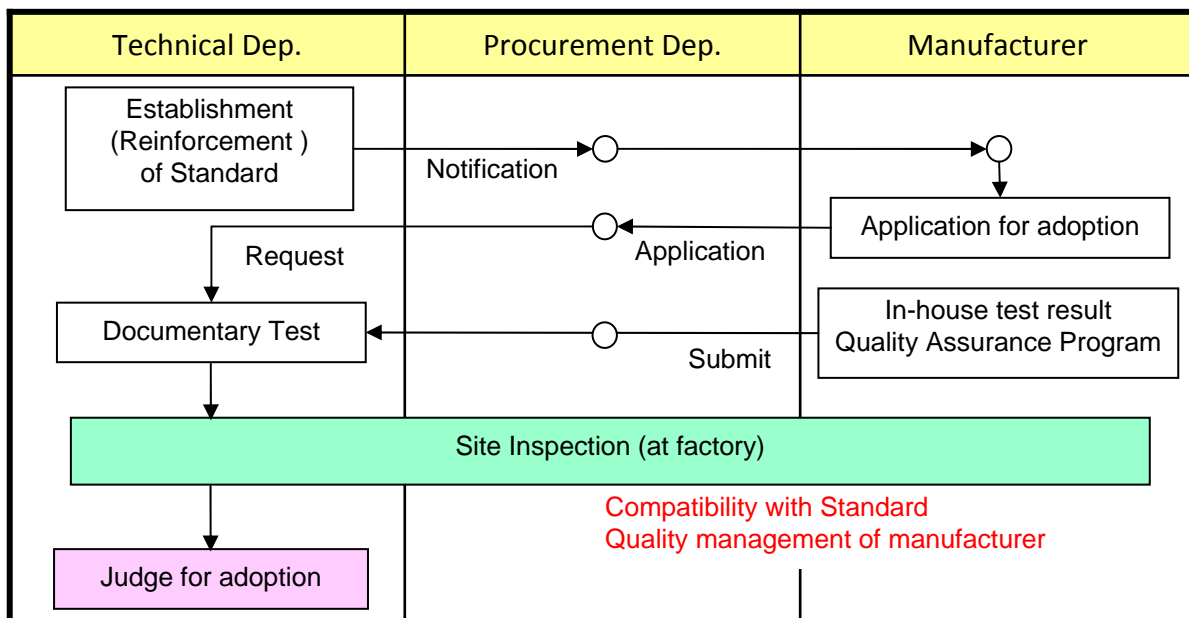 Technical Dep.
Procurement Dep.
Manufacturer
Establishment
(Reinforcement )
of Standard
Notification
Application for adoption
Application
Request
Documentary Test
In-house test result
Quality Assurance Program
Submit
Site Inspection (at factory)
Compatibility with Standard
Quality management of manufacturer
Judge for adoption